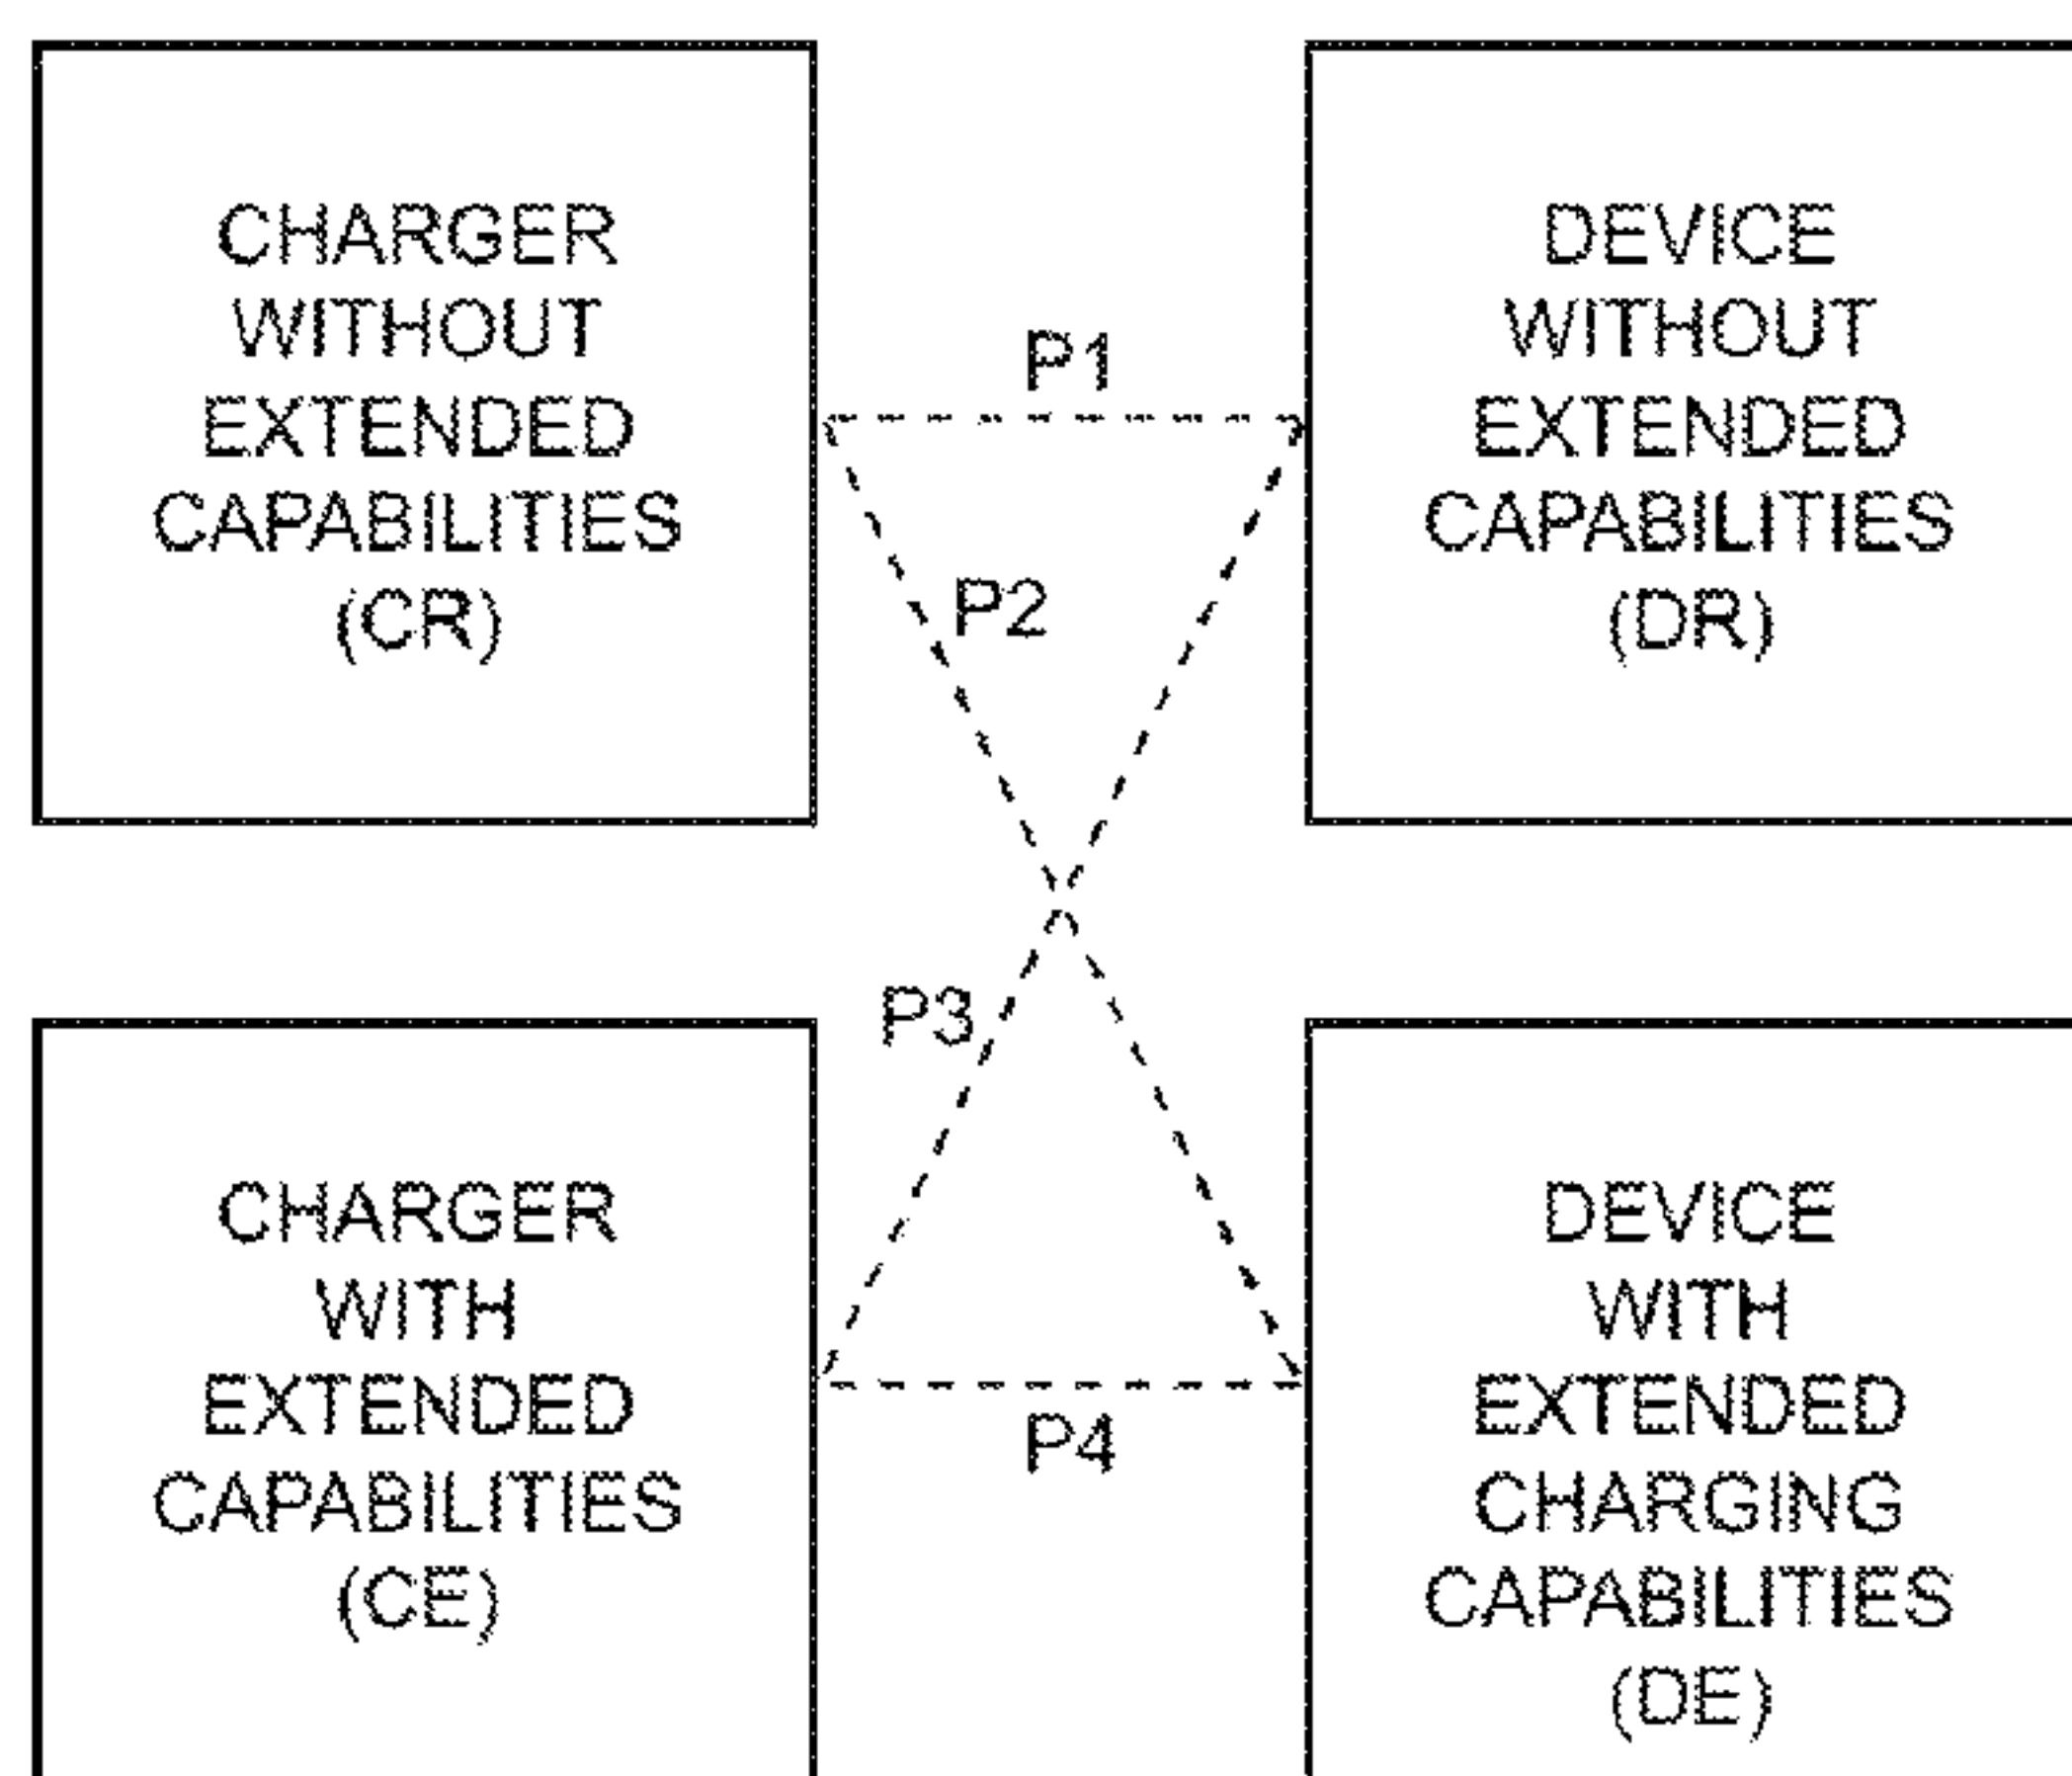 CHARGER
WITHOUT
EXTENDED
CAPABILITIES
(CR)
P1
P2
DEVICE
WITHOUT
EXTENDED
CAPABILITIES
(DR)
CHARGER
WITH
EXTENDED
CAPABILITIES
(CE)
P3
P4
DEVICE
WITH
EXTENDED
CHARGING
CAPABILITIES
(DE)